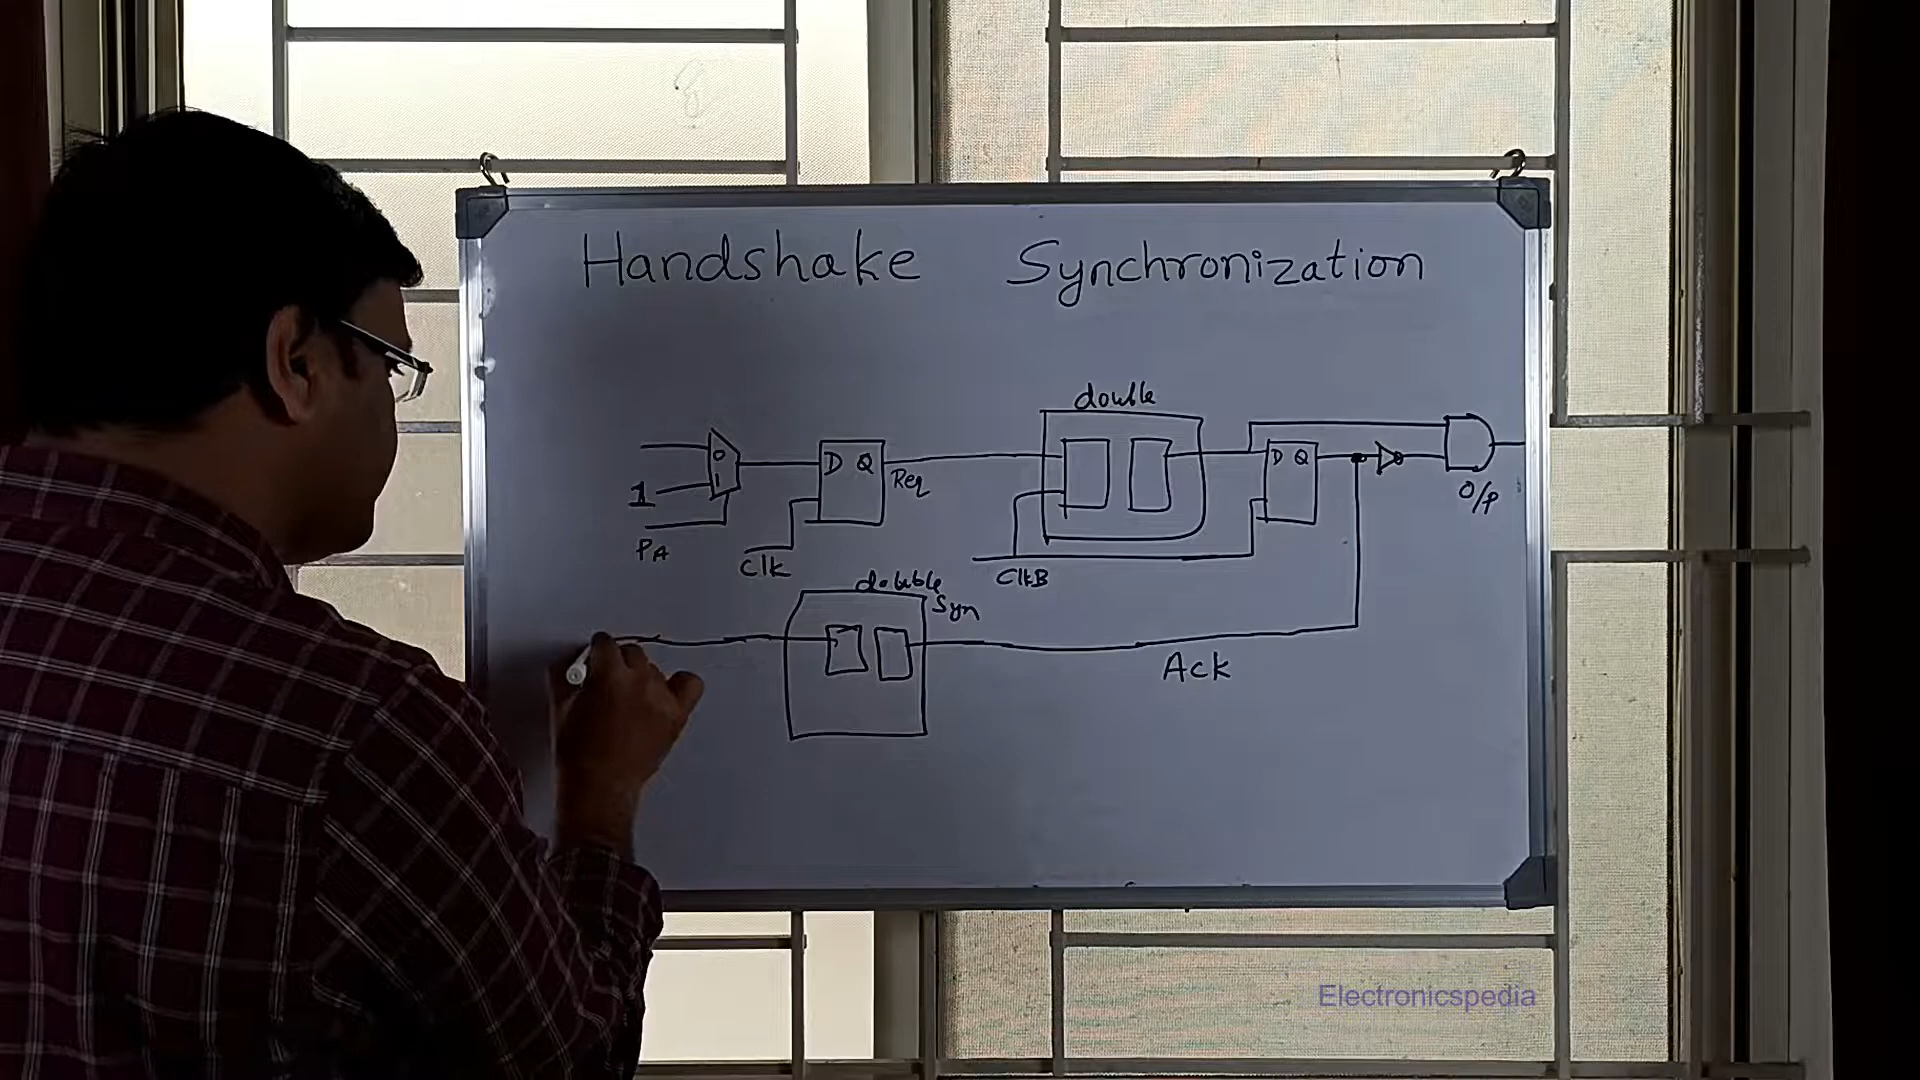 Handshake Synchronization
double
0
1
1
D Q
Req
D Q
O/P
PA
Clk
ClkB
double
Syn
Ack
Electronicspedia